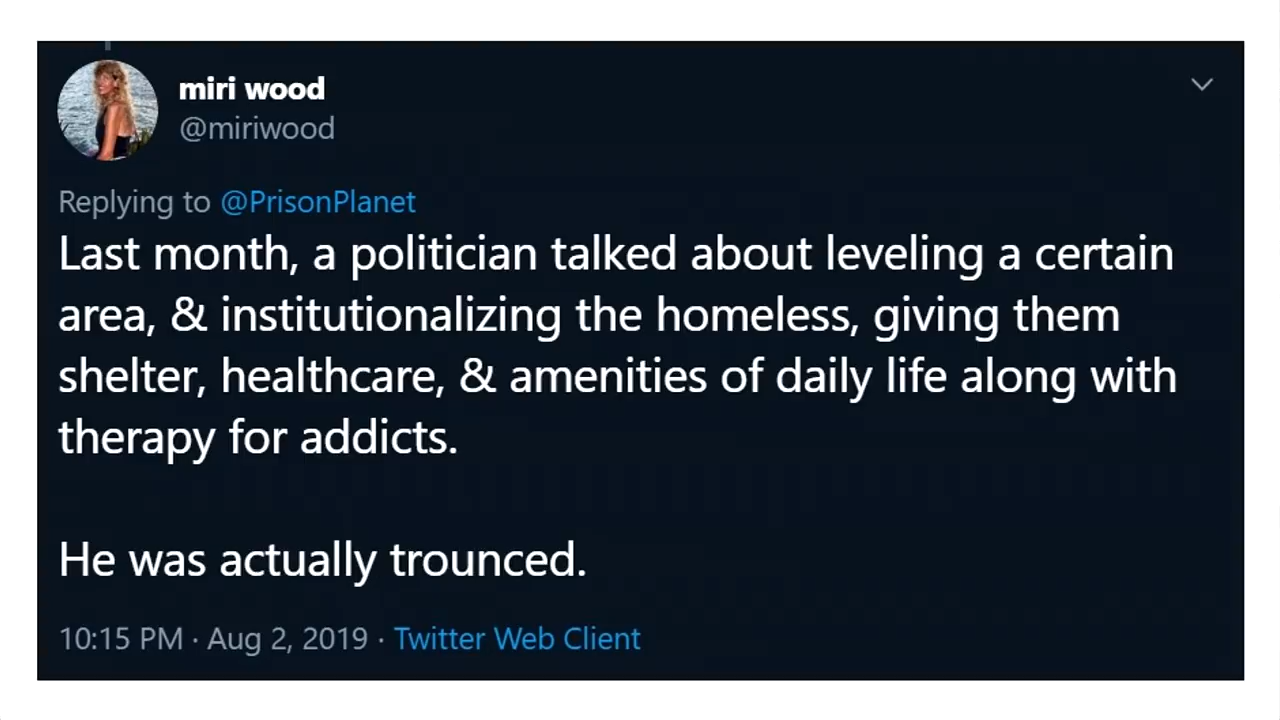 miri wood
@miriwood
Replying to @PrisonPlanet
Last month, a politician talked about leveling a certain
area, & institutionalizing the homeless, giving them
shelter, healthcare, & amenities of daily life along with
therapy for addicts.
He was actually trounced.
10:15 PM · Aug 2, 2019 · Twitter Web Client